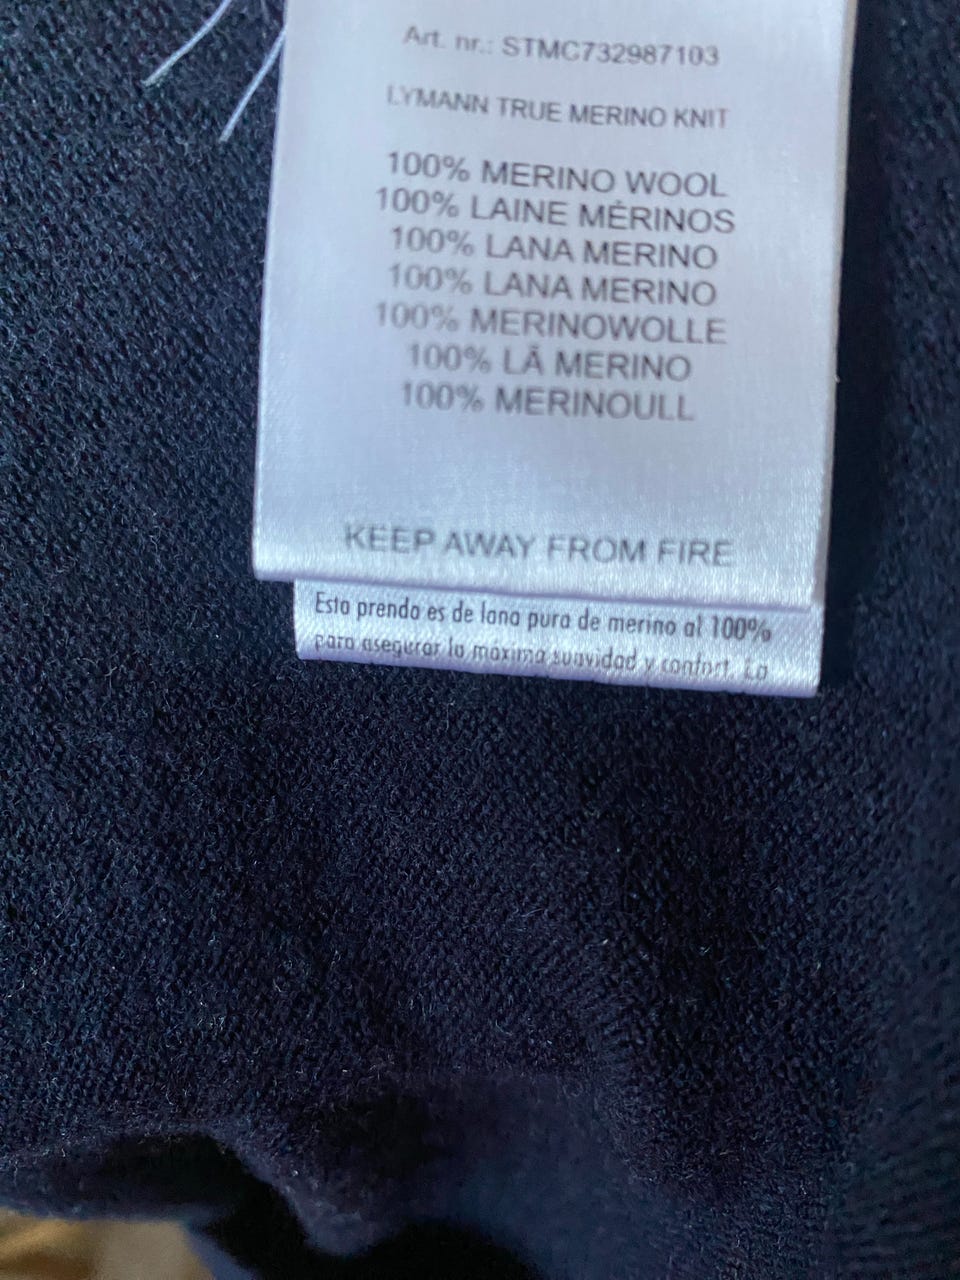 Art. nr.: STMC732987103
LYMANN TRUE MERINO KNIT
100% MERINO WOOL
100% LAINE MÉRINOS
100% LANA MERINO
100% LANA MERINO
100% MERINOWOLLE
100% LÃ MERINO
100% MERINOULL
KEEP AWAY FROM FIRE
Esta prenda es de lana pura de merino al 100%
para asegurar la máxima suavidad y confort. La